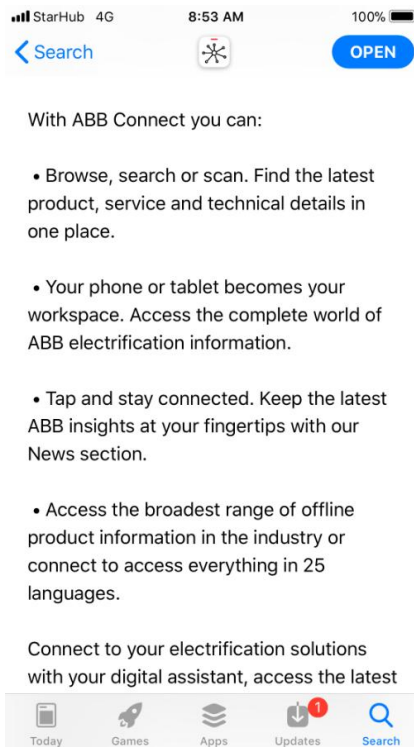 StarHub 4G 8:53 AM 100%
Search OPEN
With ABB Connect you can:
• Browse, search or scan. Find the latest
product, service and technical details in
one place.
• Your phone or tablet becomes your
workspace. Access the complete world of
ABB electrification information.
• Tap and stay connected. Keep the latest
ABB insights at your fingertips with our
News section.
• Access the broadest range of offline
product information in the industry or
connect to access everything in 25
languages.
Connect to your electrification solutions
with your digital assistant, access the latest
1
Today Games Apps Updates Search